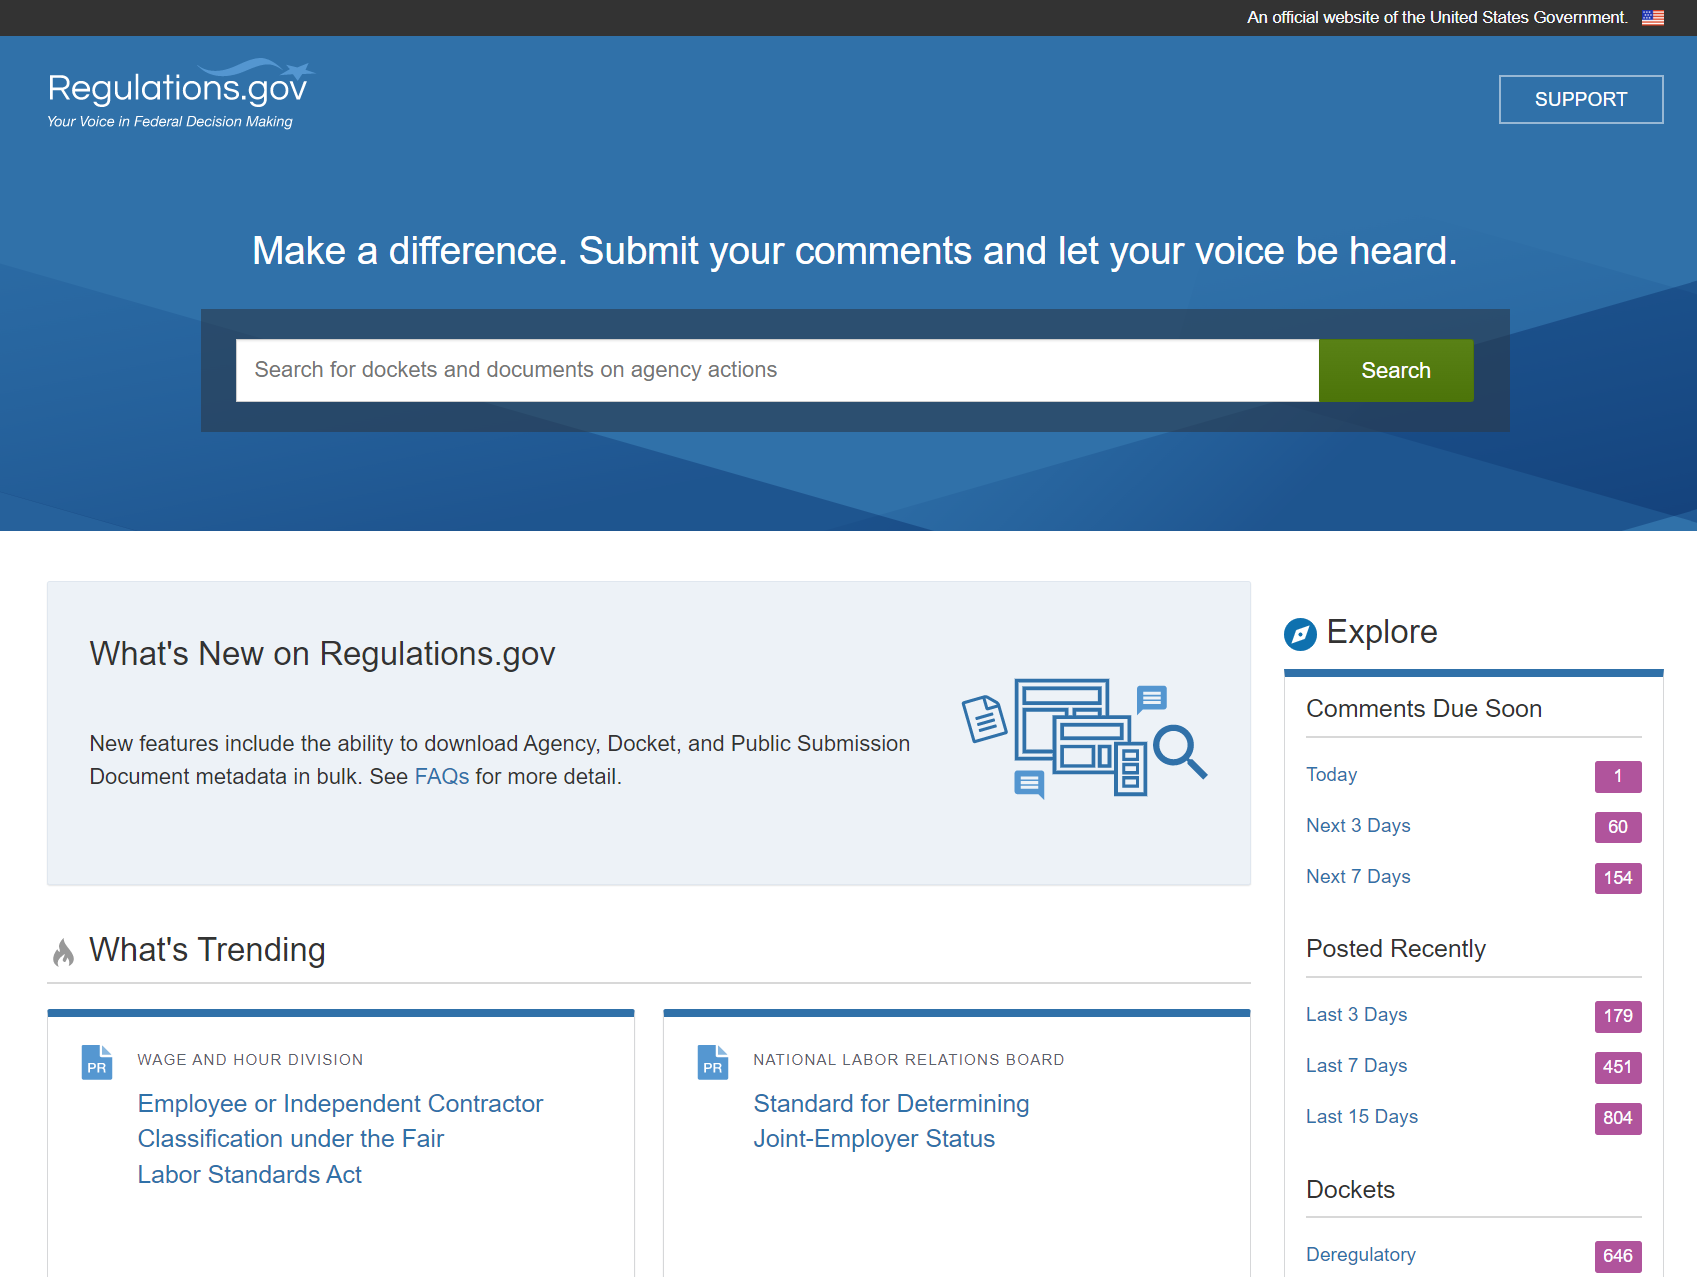 An official website of the United States Government.
Regulations.gov
Your Voice in Federal Decision Making
SUPPORT
Make a difference. Submit your comments and let your voice be heard.
Search for dockets and documents on agency actions
Search
What's New on Regulations.gov
New features include the ability to download Agency, Docket, and Public Submission
Document metadata in bulk. See FAQs for more detail.
What's Trending
PR
WAGE AND HOUR DIVISION
Employee or Independent Contractor
Classification under the Fair
Labor Standards Act
PR
NATIONAL LABOR RELATIONS BOARD
Standard for Determining
Joint-Employer Status
Explore
Comments Due Soon
Today 1
Next 3 Days 60
Next 7 Days 154
Posted Recently
Last 3 Days 179
Last 7 Days 451
Last 15 Days 804
Dockets
Deregulatory 646